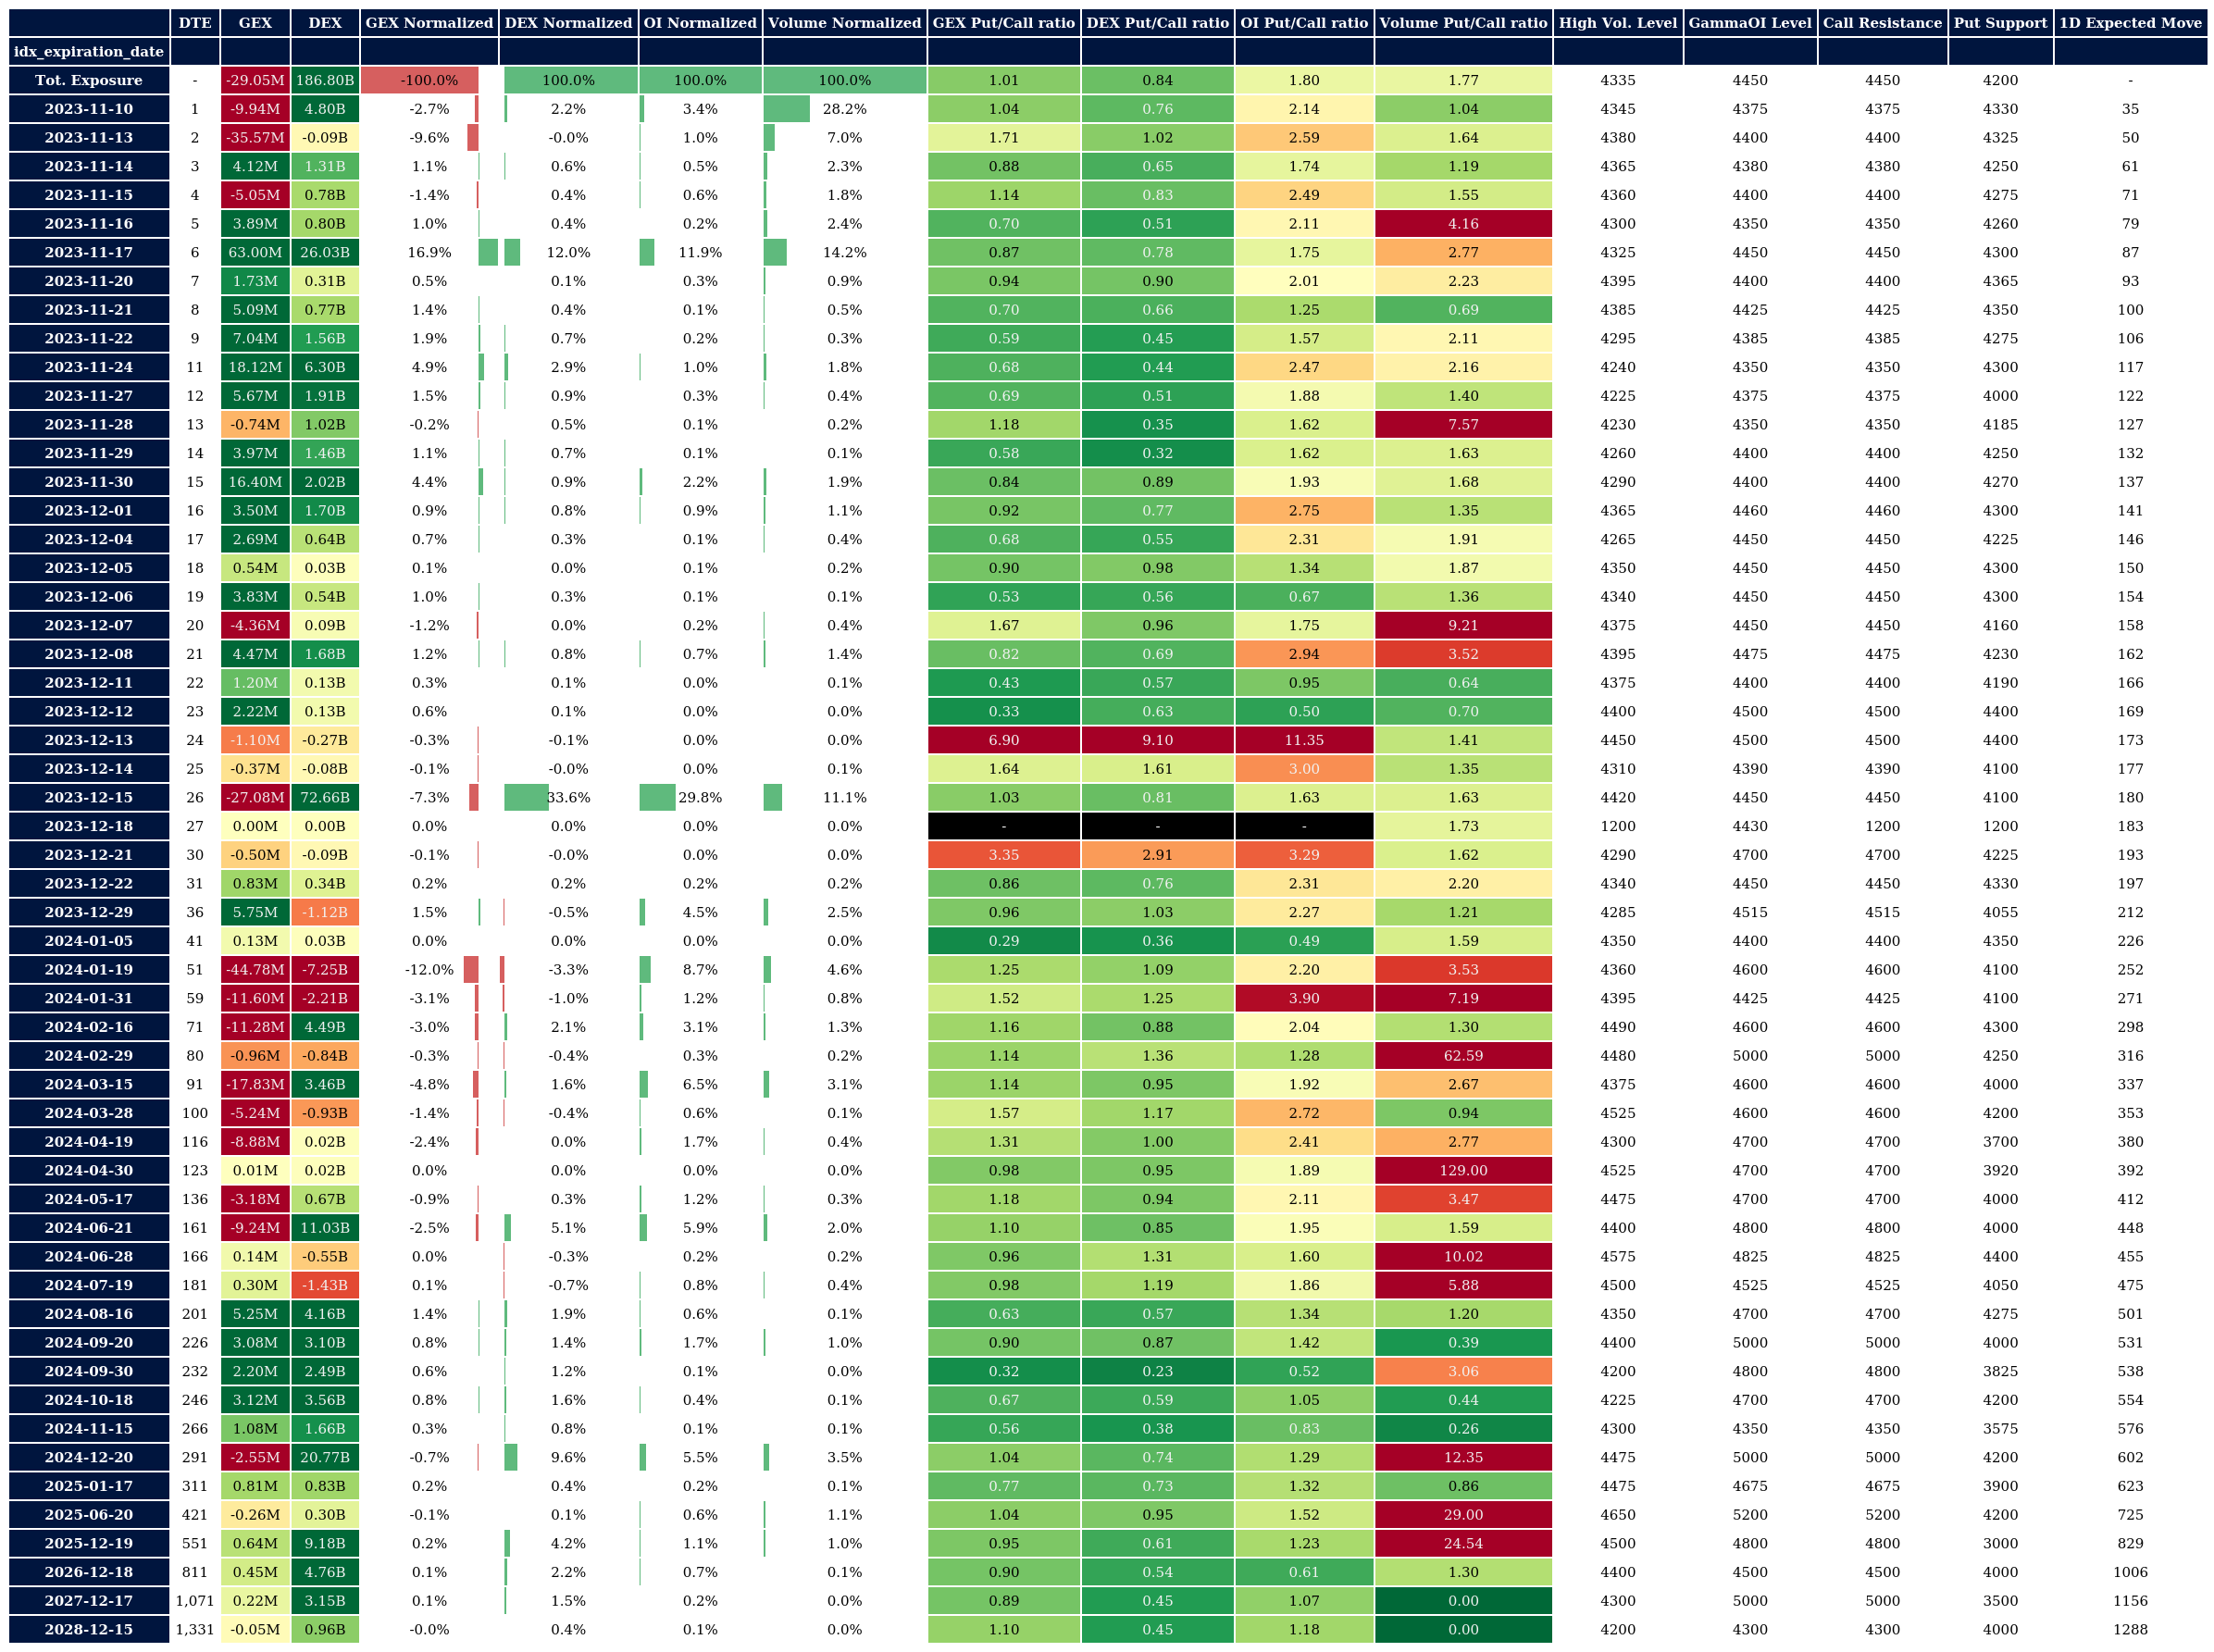 DTE GEX DEX GEX Normalized DEX Normalized OI Normalized Volume Normalized GEX Put/Call ratio DEX Put/Call ratio OI Put/Call ratio Volume Put/Call ratio High Vol. Level GammaOI Level Call Resistance Put Support 1D Expected Move
idx_expiration_date
Tot. Exposure - -29.05M 186.80B -100.0% 100.0% 100.0% 100.0% 1.01 0.84 1.80 1.77 4335 4450 4450 4200 -
2023-11-10 1 -9.94M 4.80B -2.7% 2.2% 3.4% 28.2% 1.04 0.76 2.14 1.04 4345 4375 4375 4330 35
2023-11-13 2 -35.57M -0.09B -9.6% -0.0% 1.0% 7.0% 1.71 1.02 2.59 1.64 4380 4400 4400 4325 50
2023-11-14 3 4.12M 1.31B 1.1% 0.6% 0.5% 2.3% 0.88 0.65 1.74 1.19 4365 4380 4380 4250 61
2023-11-15 4 -5.05M 0.78B -1.4% 0.4% 0.6% 1.8% 1.14 0.83 2.49 1.55 4360 4400 4400 4275 71
2023-11-16 5 3.89M 0.80B 1.0% 0.4% 0.2% 2.4% 0.70 0.51 2.11 4.16 4300 4350 4350 4260 79
2023-11-17 6 63.00M 26.03B 16.9% 12.0% 11.9% 14.2% 0.87 0.78 1.75 2.77 4325 4450 4450 4300 87
2023-11-20 7 1.73M 0.31B 0.5% 0.1% 0.3% 0.9% 0.94 0.90 2.01 2.23 4395 4400 4400 4365 93
2023-11-21 8 5.09M 0.77B 1.4% 0.4% 0.1% 0.5% 0.70 0.66 1.25 0.69 4385 4425 4425 4350 100
2023-11-22 9 7.04M 1.56B 1.9% 0.7% 0.2% 0.3% 0.59 0.45 1.57 2.11 4295 4385 4385 4275 106
2023-11-24 11 18.12M 6.30B 4.9% 2.9% 1.0% 1.8% 0.68 0.44 2.47 2.16 4240 4350 4350 4300 117
2023-11-27 12 5.67M 1.91B 1.5% 0.9% 0.3% 0.4% 0.69 0.51 1.88 1.40 4225 4375 4375 4000 122
2023-11-28 13 -0.74M 1.02B -0.2% 0.5% 0.1% 0.2% 1.18 0.35 1.62 7.57 4230 4350 4350 4185 127
2023-11-29 14 3.97M 1.46B 1.1% 0.7% 0.1% 0.1% 0.58 0.32 1.62 1.63 4260 4400 4400 4250 132
2023-11-30 15 16.40M 2.02B 4.4% 0.9% 2.2% 1.9% 0.84 0.89 1.93 1.68 4290 4400 4400 4270 137
2023-12-01 16 3.50M 1.70B 0.9% 0.8% 0.9% 1.1% 0.92 0.77 2.75 1.35 4365 4460 4460 4300 141
2023-12-04 17 2.69M 0.64B 0.7% 0.3% 0.1% 0.4% 0.68 0.55 2.31 1.91 4265 4450 4450 4225 146
2023-12-05 18 0.54M 0.03B 0.1% 0.0% 0.1% 0.2% 0.90 0.98 1.34 1.87 4350 4450 4450 4300 150
2023-12-06 19 3.83M 0.54B 1.0% 0.3% 0.1% 0.1% 0.53 0.56 0.67 1.36 4340 4450 4450 4300 154
2023-12-07 20 -4.36M 0.09B -1.2% 0.0% 0.2% 0.4% 1.67 0.96 1.75 9.21 4375 4450 4450 4160 158
2023-12-08 21 4.47M 1.68B 1.2% 0.8% 0.7% 1.4% 0.82 0.69 2.94 3.52 4395 4475 4475 4230 162
2023-12-11 22 1.20M 0.13B 0.3% 0.1% 0.0% 0.1% 0.43 0.57 0.95 0.64 4375 4400 4400 4190 166
2023-12-12 23 2.22M 0.13B 0.6% 0.1% 0.0% 0.0% 0.33 0.63 0.50 0.70 4400 4500 4500 4400 169
2023-12-13 24 -1.10M -0.27B -0.3% -0.1% 0.0% 0.0% 6.90 9.10 11.35 1.41 4450 4500 4500 4400 173
2023-12-14 25 -0.37M -0.08B -0.1% -0.0% 0.0% 0.1% 1.64 1.61 3.00 1.35 4310 4390 4390 4100 177
2023-12-15 26 -27.08M 72.66B -7.3% 33.6% 29.8% 11.1% 1.03 0.81 1.63 1.63 4420 4450 4450 4100 180
2023-12-18 27 0.00M 0.00B 0.0% 0.0% 0.0% 0.0% - - - 1.73 1200 4430 1200 1200 183
2023-12-21 30 -0.50M -0.09B -0.1% -0.0% 0.0% 0.0% 3.35 2.91 3.29 1.62 4290 4700 4700 4225 193
2023-12-22 31 0.83M 0.34B 0.2% 0.2% 0.2% 0.2% 0.86 0.76 2.31 2.20 4340 4450 4450 4330 197
2023-12-29 36 5.75M -1.12B 1.5% -0.5% 4.5% 2.5% 0.96 1.03 2.27 1.21 4285 4515 4515 4055 212
2024-01-05 41 0.13M 0.03B 0.0% 0.0% 0.0% 0.0% 0.29 0.36 0.49 1.59 4350 4400 4400 4350 226
2024-01-19 51 -44.78M -7.25B -12.0% -3.3% 8.7% 4.6% 1.25 1.09 2.20 3.53 4360 4600 4600 4100 252
2024-01-31 59 -11.60M -2.21B -3.1% -1.0% 1.2% 0.8% 1.52 1.25 3.90 7.19 4395 4425 4425 4100 271
2024-02-16 71 -11.28M 4.49B -3.0% 2.1% 3.1% 1.3% 1.16 0.88 2.04 1.30 4490 4600 4600 4300 298
2024-02-29 80 -0.96M -0.84B -0.3% -0.4% 0.3% 0.2% 1.14 1.36 1.28 62.59 4480 5000 5000 4250 316
2024-03-15 91 -17.83M 3.46B -4.8% 1.6% 6.5% 3.1% 1.14 0.95 1.92 2.67 4375 4600 4600 4000 337
2024-03-28 100 -5.24M -0.93B -1.4% -0.4% 0.6% 0.1% 1.57 1.17 2.72 0.94 4525 4600 4600 4200 353
2024-04-19 116 -8.88M 0.02B -2.4% 0.0% 1.7% 0.4% 1.31 1.00 2.41 2.77 4300 4700 4700 3700 380
2024-04-30 123 0.01M 0.02B 0.0% 0.0% 0.0% 0.0% 0.98 0.95 1.89 129.00 4525 4700 4700 3920 392
2024-05-17 136 -3.18M 0.67B -0.9% 0.3% 1.2% 0.3% 1.18 0.94 2.11 3.47 4475 4700 4700 4000 412
2024-06-21 161 -9.24M 11.03B -2.5% 5.1% 5.9% 2.0% 1.10 0.85 1.95 1.59 4400 4800 4800 4000 448
2024-06-28 166 0.14M -0.55B 0.0% -0.3% 0.2% 0.2% 0.96 1.31 1.60 10.02 4575 4825 4825 4400 455
2024-07-19 181 0.30M -1.43B 0.1% -0.7% 0.8% 0.4% 0.98 1.19 1.86 5.88 4500 4525 4525 4050 475
2024-08-16 201 5.25M 4.16B 1.4% 1.9% 0.6% 0.1% 0.63 0.57 1.34 1.20 4350 4700 4700 4275 501
2024-09-20 226 3.08M 3.10B 0.8% 1.4% 1.7% 1.0% 0.90 0.87 1.42 0.39 4400 5000 5000 4000 531
2024-09-30 232 2.20M 2.49B 0.6% 1.2% 0.1% 0.0% 0.32 0.23 0.52 3.06 4200 4800 4800 3825 538
2024-10-18 246 3.12M 3.56B 0.8% 1.6% 0.4% 0.1% 0.67 0.59 1.05 0.44 4225 4700 4700 4200 554
2024-11-15 266 1.08M 1.66B 0.3% 0.8% 0.1% 0.1% 0.56 0.38 0.83 0.26 4300 4350 4350 3575 576
2024-12-20 291 -2.55M 20.77B -0.7% 9.6% 5.5% 3.5% 1.04 0.74 1.29 12.35 4475 5000 5000 4200 602
2025-01-17 311 0.81M 0.83B 0.2% 0.4% 0.2% 0.1% 0.77 0.73 1.32 0.86 4475 4675 4675 3900 623
2025-06-20 421 -0.26M 0.30B -0.1% 0.1% 0.6% 1.1% 1.04 0.95 1.52 29.00 4650 5200 5200 4200 725
2025-12-19 551 0.64M 9.18B 0.2% 4.2% 1.1% 1.0% 0.95 0.61 1.23 24.54 4500 4800 4800 3000 829
2026-12-18 811 0.45M 4.76B 0.1% 2.2% 0.7% 0.1% 0.90 0.54 0.61 1.30 4400 4500 4500 4000 1006
2027-12-17 1,071 0.22M 3.15B 0.1% 1.5% 0.2% 0.0% 0.89 0.45 1.07 0.00 4300 5000 5000 3500 1156
2028-12-15 1,331 -0.05M 0.96B -0.0% 0.4% 0.1% 0.0% 1.10 0.45 1.18 0.00 4200 4300 4300 4000 1288